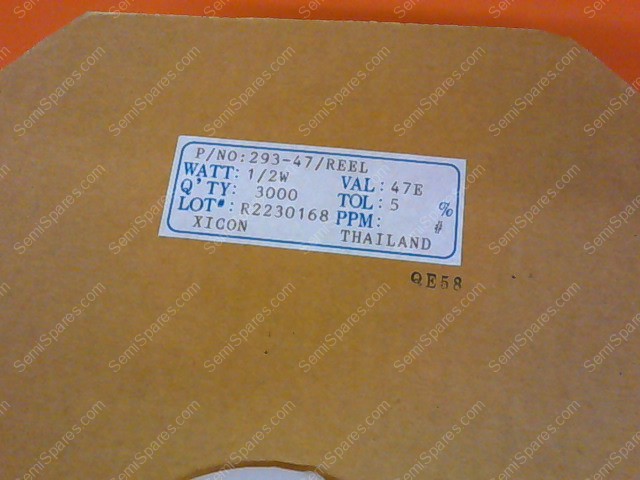 P/NO:293-47/REEL
WATT: 1/2W VAL: 47E
Q'TY: 3000 TOL: 5 %
LOT#: R2230168 PPM: #
XICON THAILAND
QE58
SemiSpares.com